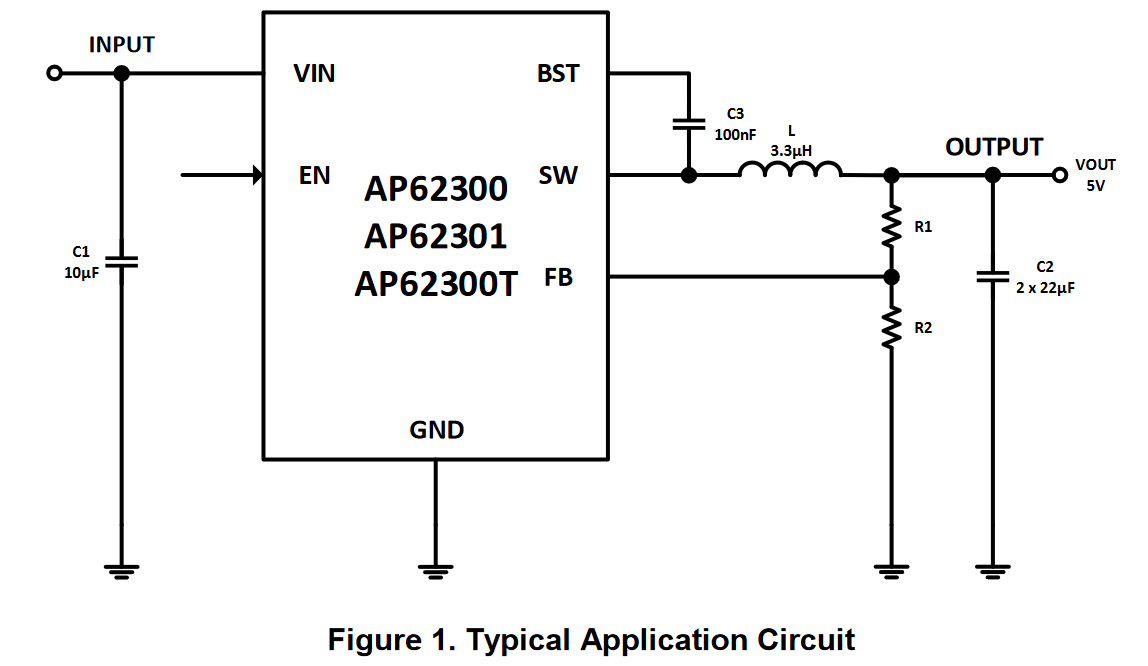 INPUT
VIN
BST
C3
100nF
L
3.3µH
OUTPUT
VOUT
5V
EN
AP62300
AP62301
AP62300T
SW
R1
C1
10µF
FB
C2
2 x 22µF
R2
GND
Figure 1. Typical Application Circuit